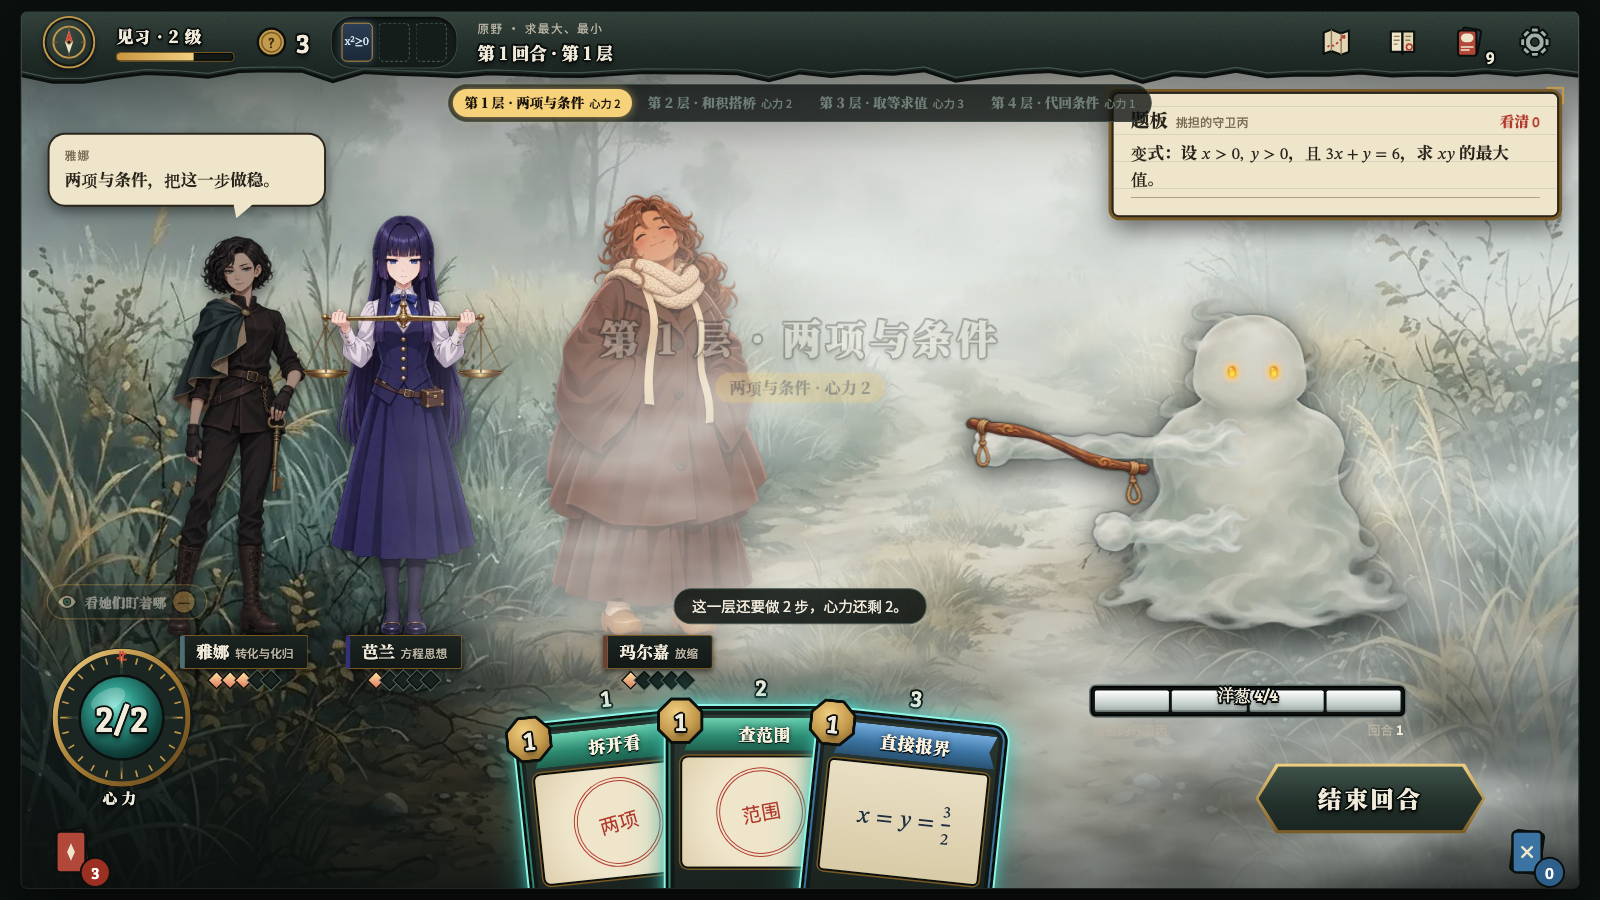 见习 · 2 级
3
x²≥0
原野 · 求最大、最小
第1回合 · 第1层
9
第1层 · 两项与条件 心力2
第2层 · 和积搭桥 心力2
第3层 · 取等求值 心力3
第4层 · 代回条件 心力1
题板 挑担的守卫丙
看清 0
变式：设 x > 0, y > 0，且 3x + y = 6，求 xy 的最大
值。
雅娜
两项与条件，把这一步做稳。
第1层 · 两项与条件
两项与条件 · 心力2
看她们盯着哪
这一层还要做 2 步，心力还剩 2。
雅娜 转化与化归
芭兰 方程思想
玛尔嘉 放缩
2/2
心力
3
1
1
拆开看
两项
2
1
查范围
范围
3
1
直接报界
x = y = 3/2
洋葱 4/4
回合 1
结束回合
0